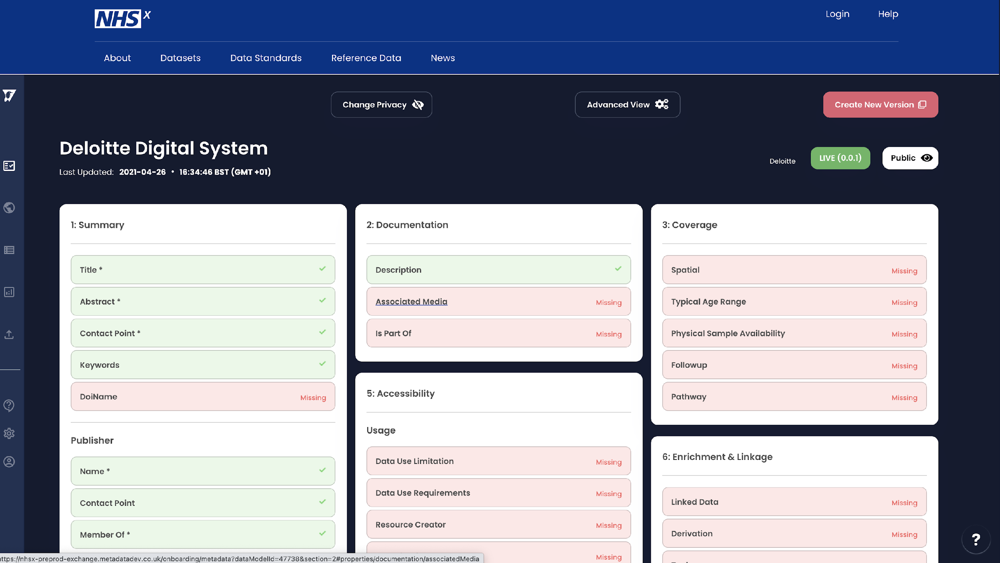 NHS X
Login
Help
About
Datasets
Data Standards
Reference Data
News
Change Privacy
Advanced View
Create New Version
Deloitte Digital System
Last Updated: 2021-04-26 • 16:34:46 BST (GMT +01)
Deloitte
LIVE (0.0.1)
Public
1: Summary
Title *
Abstract *
Contact Point *
Keywords
DoiName Missing
Publisher
Name *
Contact Point
Member Of *
2: Documentation
Description
Associated Media Missing
Is Part Of Missing
5: Accessibility
Usage
Data Use Limitation Missing
Data Use Requirements Missing
Resource Creator Missing
Missing
3: Coverage
Spatial Missing
Typical Age Range Missing
Physical Sample Availability Missing
Followup Missing
Pathway Missing
6: Enrichment & Linkage
Linked Data Missing
Derivation Missing
?
ttps://nhsx-preprod-exchange.metadatadev.co.uk/onboarding/metadata?dataModelId=47738&section=2#properties/documentation/associatedMedia